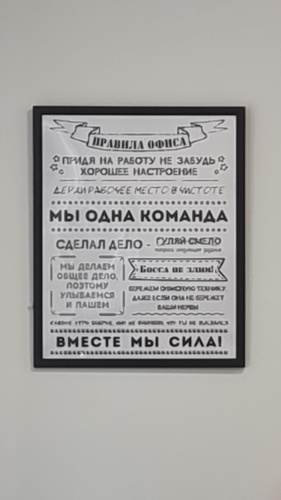 ПРАВИЛА ОФИСА
ПРИДЯ НА РАБОТУ НЕ ЗАБУДЬ
ХОРОШЕЕ НАСТРОЕНИЕ
ДЕРЖИ РАБОЧЕЕ МЕСТО В ЧИСТОТЕ
МЫ ОДНА КОМАНДА
СДЕЛАЛ ДЕЛО - ГУЛЯЙ СМЕЛО
МЫ ДЕЛАЕМ
ОБЩЕЕ ДЕЛО,
ПОЭТОМУ
УЛЫБАЕМСЯ
И ПАШЕМ
Босса не злим!
БЕРЕЖЕМ ОФИСНУЮ ТЕХНИКУ,
ДАЖЕ ЕСЛИ ОНА НЕ БЕРЕЖЕТ
ВАШИ НЕРВЫ
ВМЕСТЕ МЫ СИЛА!